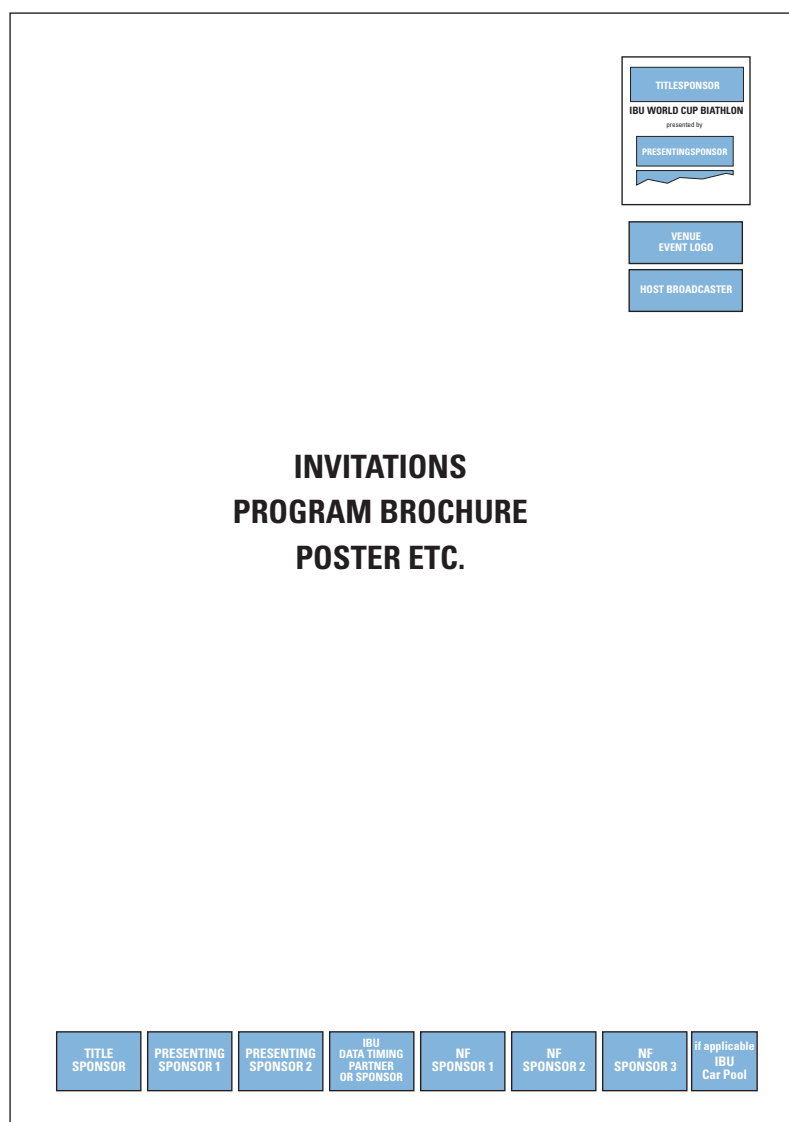 TITLESPONSOR
IBU WORLD CUP BIATHLON
presented by
PRESENTINGSPONSOR
VENUE
EVENT LOGO
HOST BROADCASTER
INVITATIONS
PROGRAM BROCHURE
POSTER ETC.
TITLE
SPONSOR
PRESENTING
SPONSOR 1
PRESENTING
SPONSOR 2
IBU
DATA TIMING
PARTNER
OR SPONSOR
NF
SPONSOR 1
NF
SPONSOR 2
NF
SPONSOR 3
if applicable
IBU
Car Pool